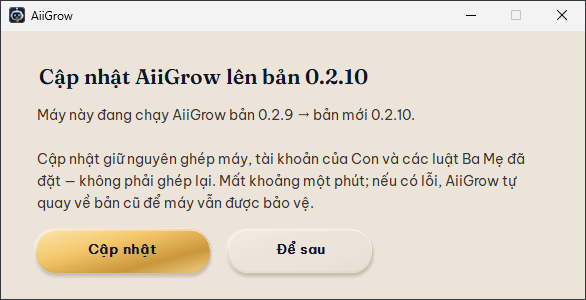 AiiGrow
Cập nhật AiiGrow lên bản 0.2.10
Máy này đang chạy AiiGrow bản 0.2.9 → bản mới 0.2.10.
Cập nhật giữ nguyên ghép máy, tài khoản của Con và các luật Ba Mẹ đã
đặt — không phải ghép lại. Mất khoảng một phút; nếu có lỗi, AiiGrow tự
quay về bản cũ để máy vẫn được bảo vệ.
Cập nhật
Để sau